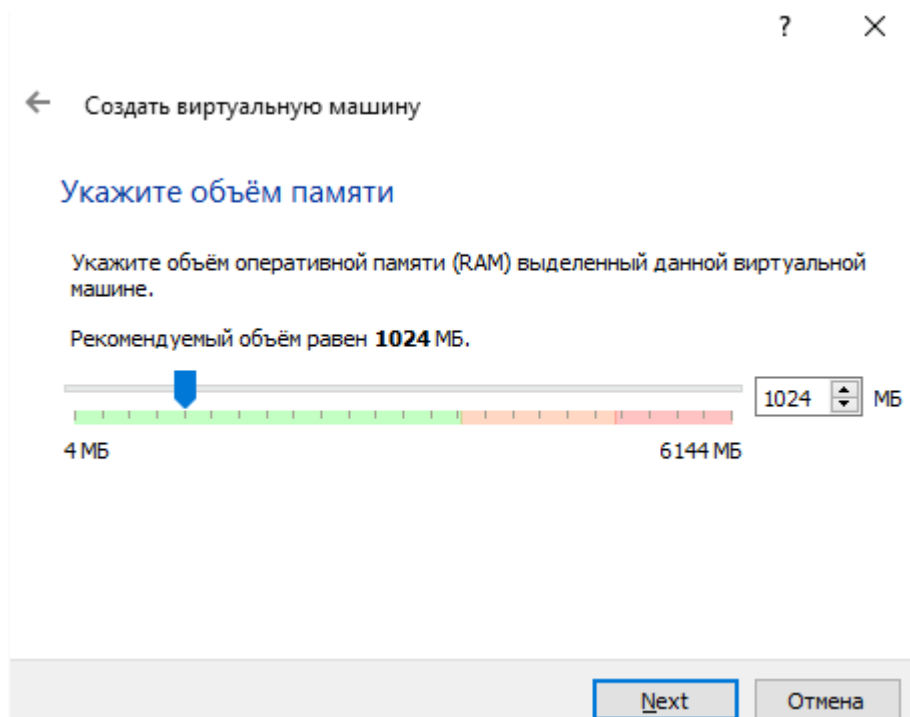 ?
Создать виртуальную машину
Укажите объём памяти
Укажите объём оперативной памяти (RAM) выделенный данной виртуальной
машине.
Рекомендуемый объём равен 1024 МБ.
1024 МБ
4 МБ 6144 МБ
Next Отмена